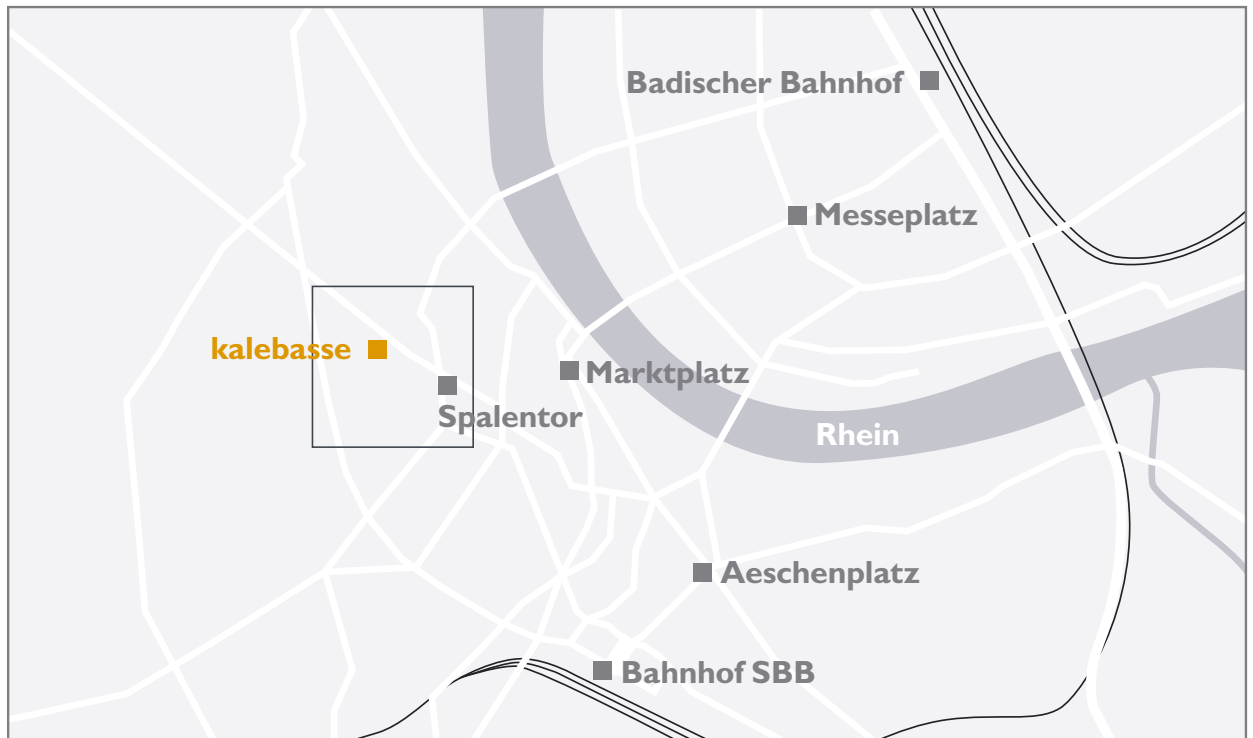 Badischer Bahnhof
Messeplatz
kalebasse
Marktplatz
Spalentor
Rhein
Aeschenplatz
Bahnhof SBB